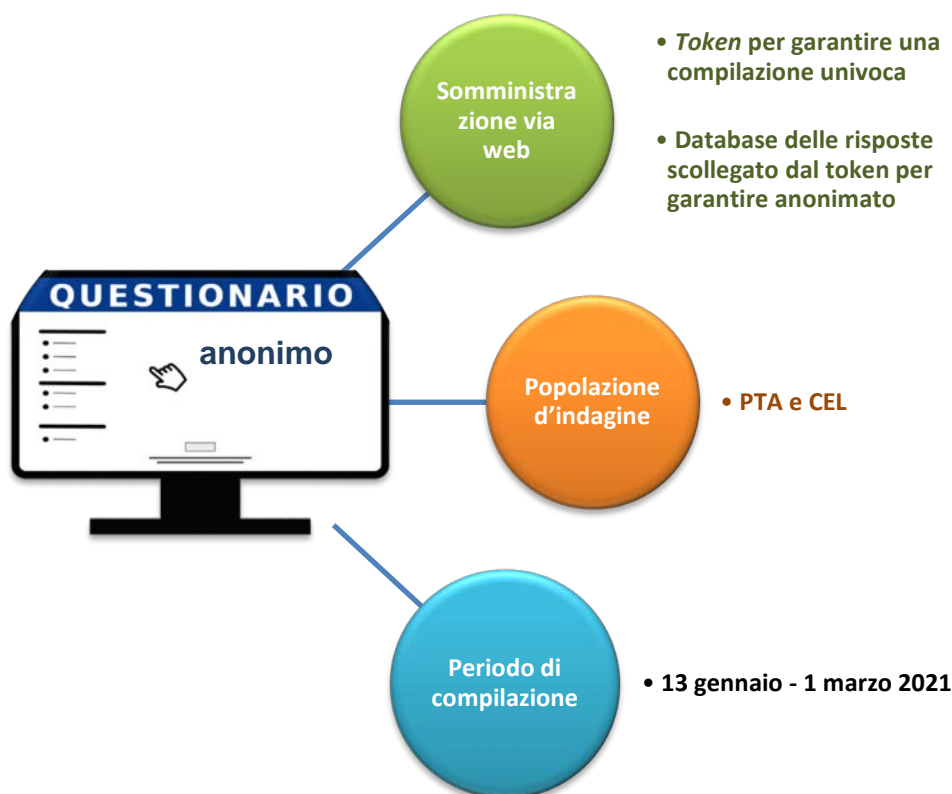 Somministra
zione via
web
• Token per garantire una
compilazione univoca
• Database delle risposte
scollegato dal token per
garantire anonimato
QUESTIONARIO
anonimo
Popolazione
d’indagine
• PTA e CEL
Periodo di
compilazione
• 13 gennaio - 1 marzo 2021